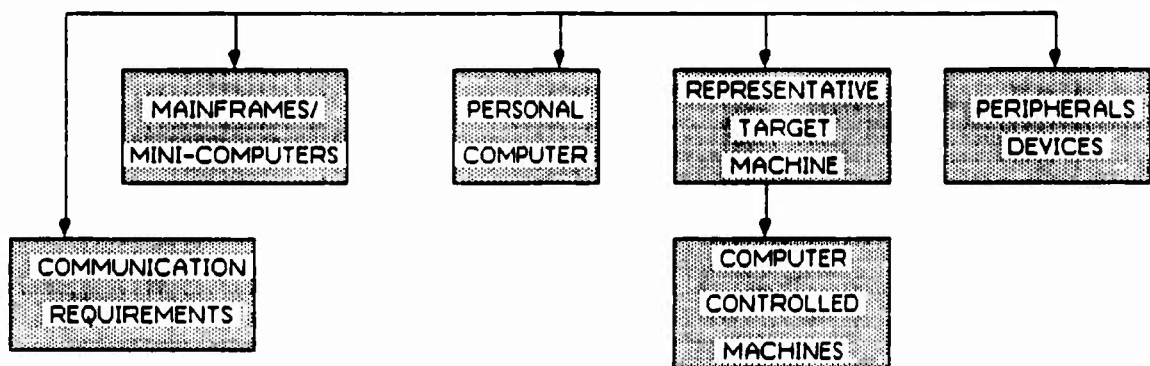 MAINFRAMES/
MINI-COMPUTERS
PERSONAL
COMPUTER
REPRESENTATIVE
TARGET
MACHINE
PERIPHERALS
DEVICES
COMMUNICATION
REQUIREMENTS
COMPUTER
CONTROLLED
MACHINES